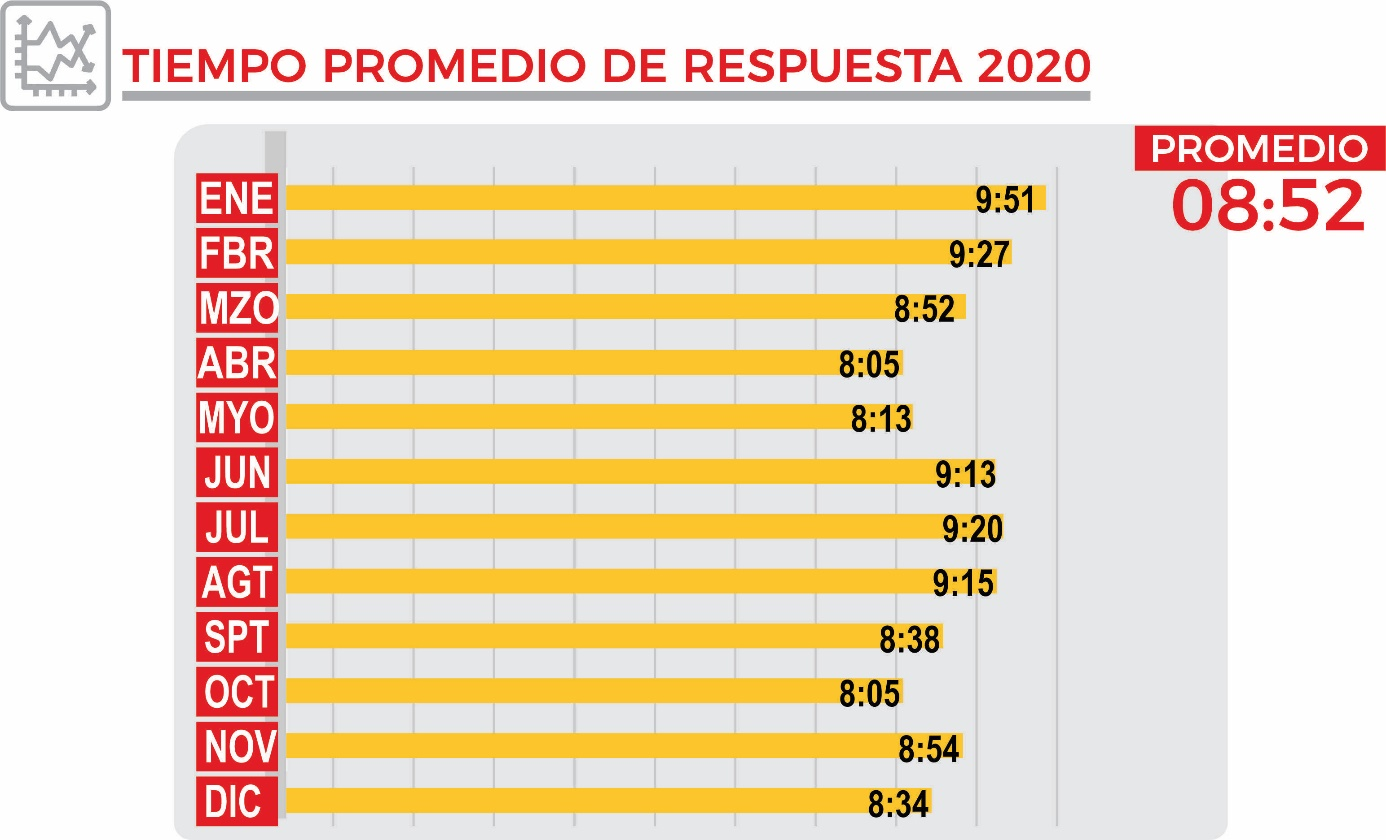 TIEMPO PROMEDIO DE RESPUESTA 2020
PROMEDIO
08:52
ENE 9:51
FBR 9:27
MZO 8:52
ABR 8:05
MYO 8:13
JUN 9:13
JUL 9:20
AGT 9:15
SPT 8:38
OCT 8:05
NOV 8:54
DIC 8:34